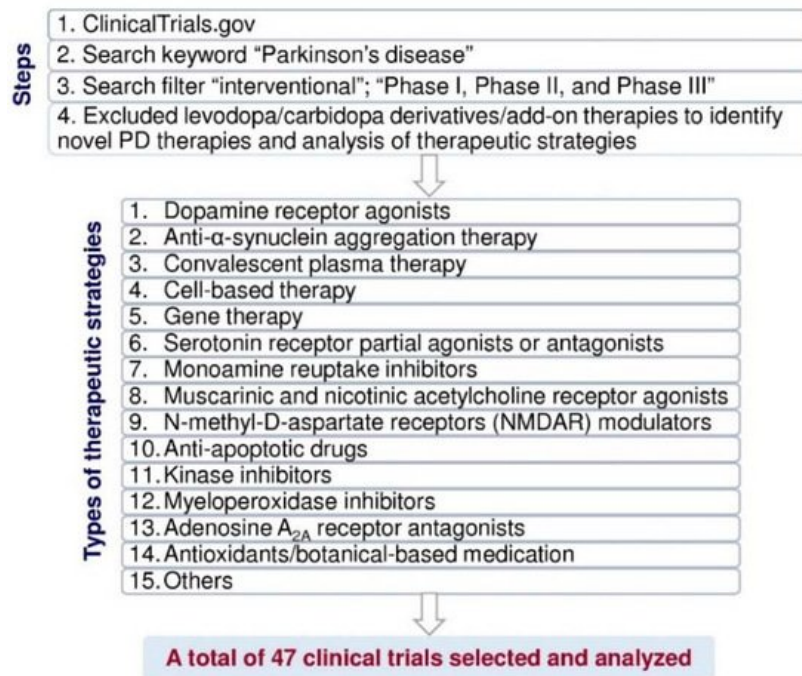 Steps
1. ClinicalTrials.gov
2. Search keyword “Parkinson’s disease”
3. Search filter “interventional”; “Phase I, Phase II, and Phase III”
4. Excluded levodopa/carbidopa derivatives/add-on therapies to identify
novel PD therapies and analysis of therapeutic strategies
Types of therapeutic strategies
1. Dopamine receptor agonists
2. Anti-α-synuclein aggregation therapy
3. Convalescent plasma therapy
4. Cell-based therapy
5. Gene therapy
6. Serotonin receptor partial agonists or antagonists
7. Monoamine reuptake inhibitors
8. Muscarinic and nicotinic acetylcholine receptor agonists
9. N-methyl-D-aspartate receptors (NMDAR) modulators
10. Anti-apoptotic drugs
11. Kinase inhibitors
12. Myeloperoxidase inhibitors
13. Adenosine A2A receptor antagonists
14. Antioxidants/botanical-based medication
15. Others
A total of 47 clinical trials selected and analyzed